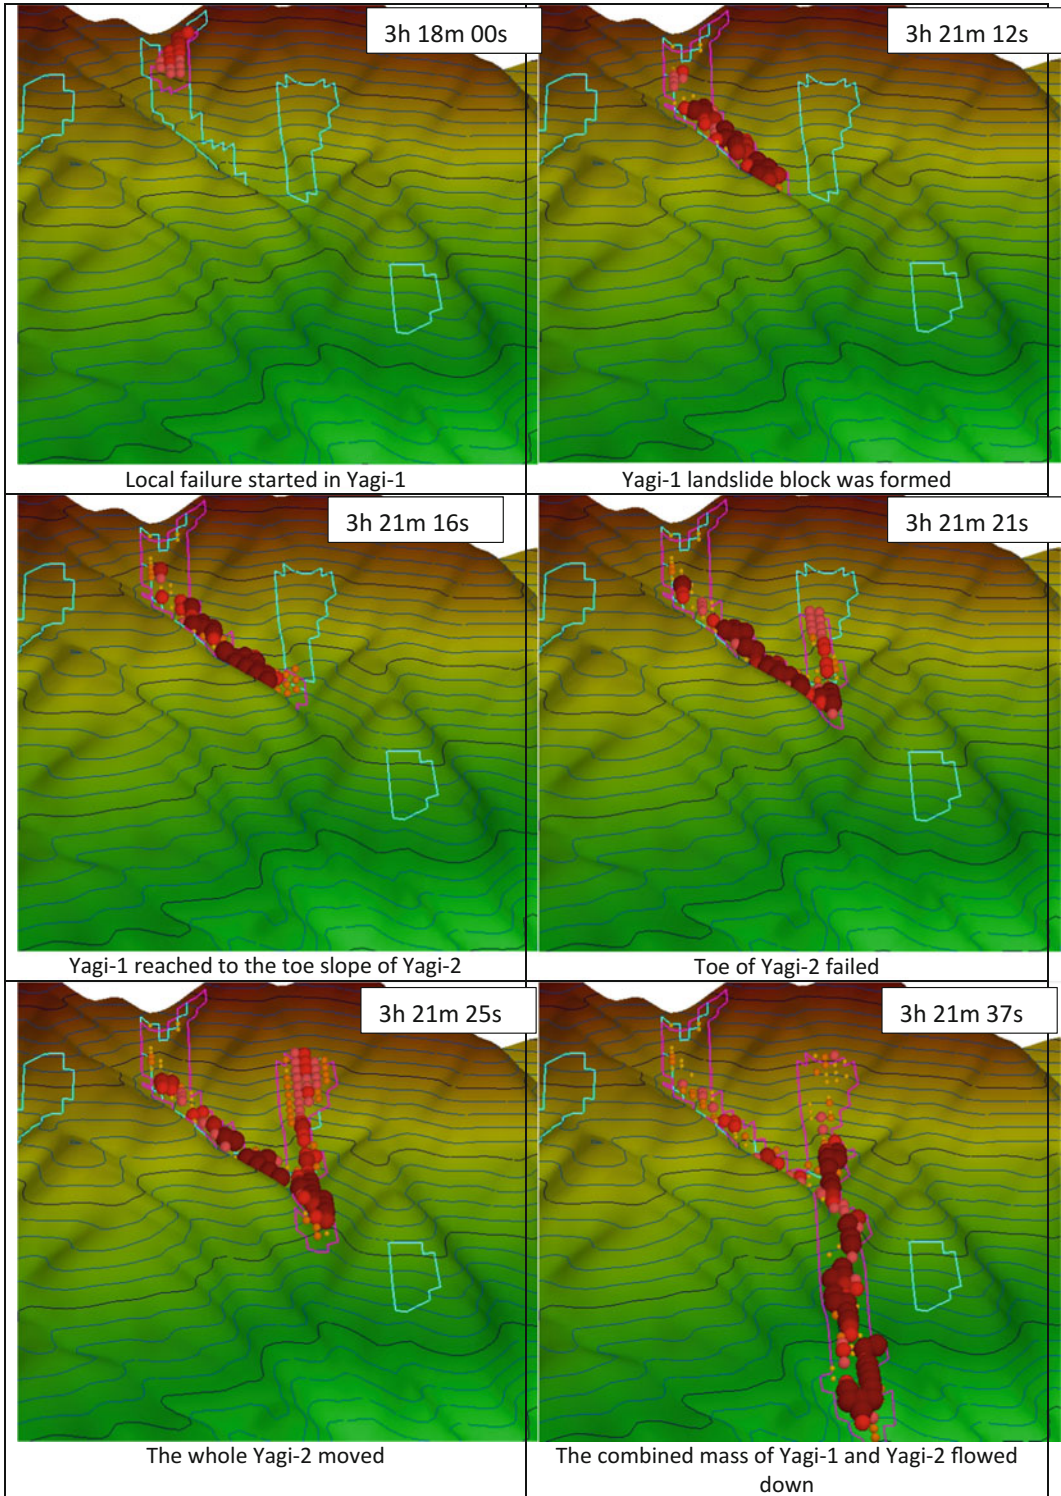 3h 18m 00s
3h 21m 12s
Local failure started in Yagi-1
Yagi-1 landslide block was formed
3h 21m 16s
3h 21m 21s
Yagi-1 reached to the toe slope of Yagi-2
Toe of Yagi-2 failed
3h 21m 25s
3h 21m 37s
The whole Yagi-2 moved
The combined mass of Yagi-1 and Yagi-2 flowed
down